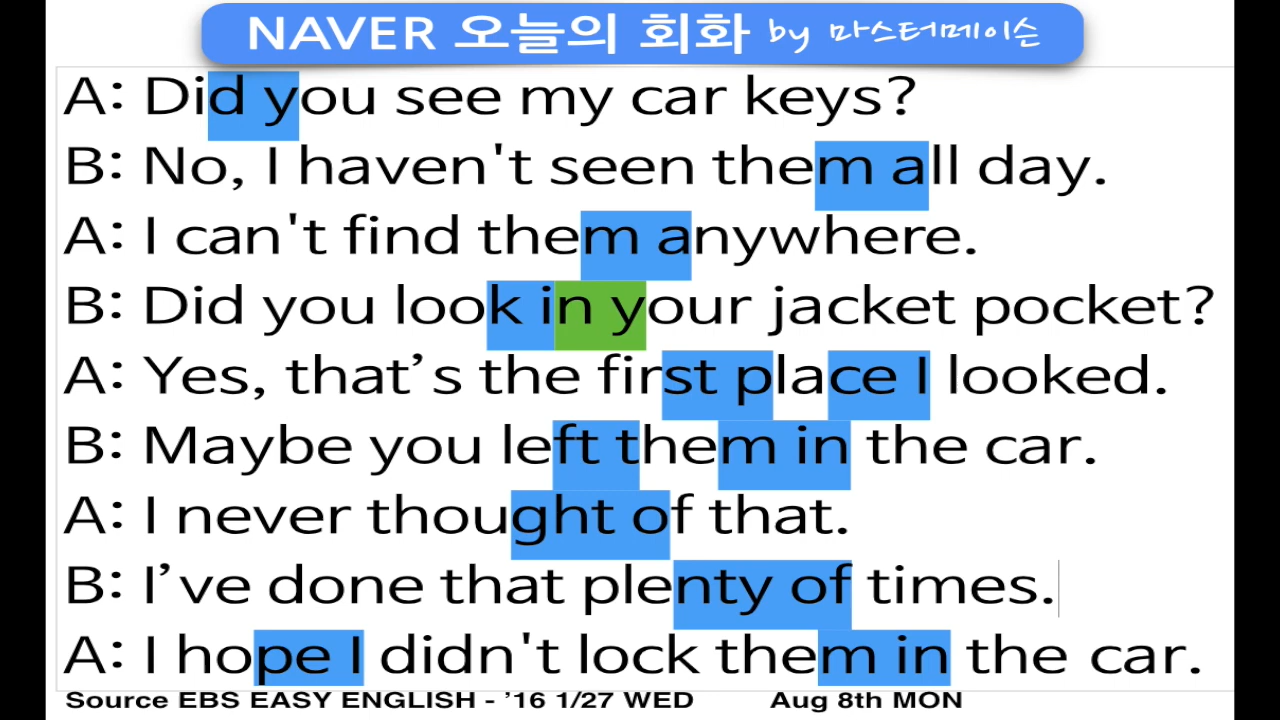 NAVER 오늘의 회화 by 마스터메이슨
A: Did you see my car keys?
B: No, I haven't seen them all day.
A: I can't find them anywhere.
B: Did you look in your jacket pocket?
A: Yes, that’s the first place I looked.
B: Maybe you left them in the car.
A: I never thought of that.
B: I’ve done that plenty of times.
A: I hope I didn't lock them in the car.
Source EBS EASY ENGLISH - ’16 1/27 WED Aug 8th MON